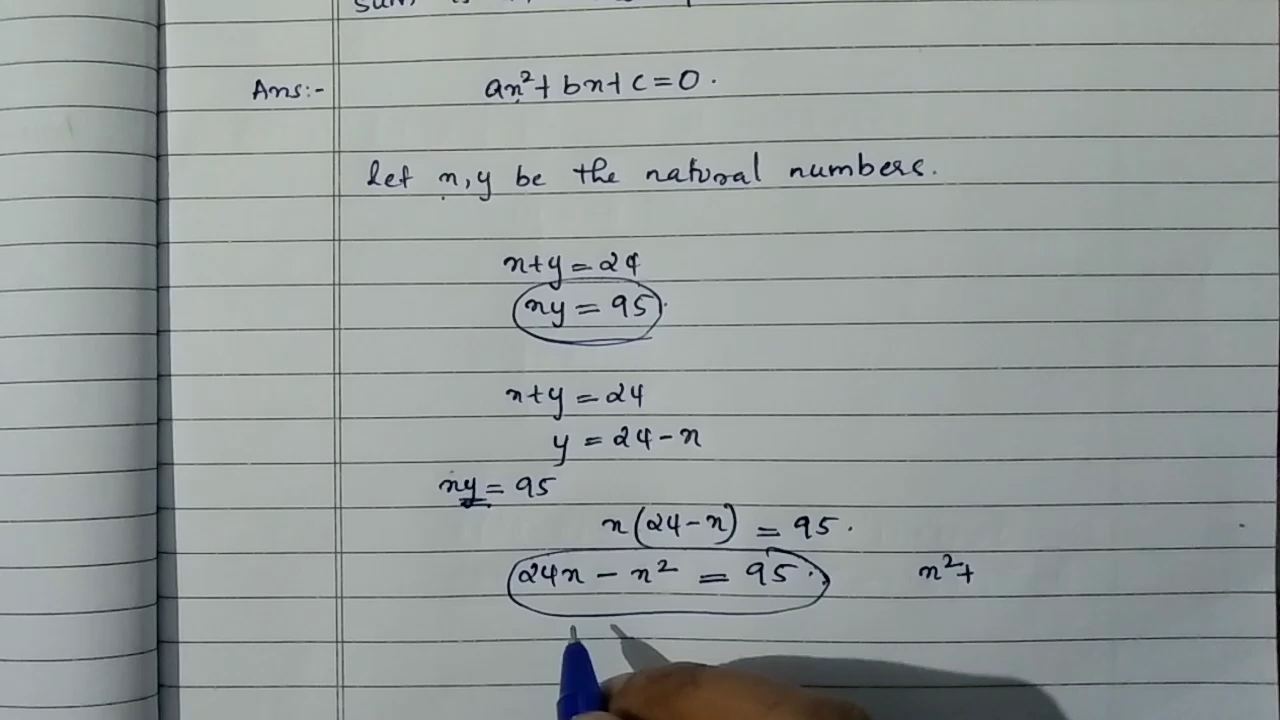 Ans:- ax²+ bx+ c=0.
Let x, y be the natural numbers.
x+y=24
xy = 95.
x+y =24
y = 24-x
xy = 95
x(24-x) = 95.
24x - x² = 95. x²+